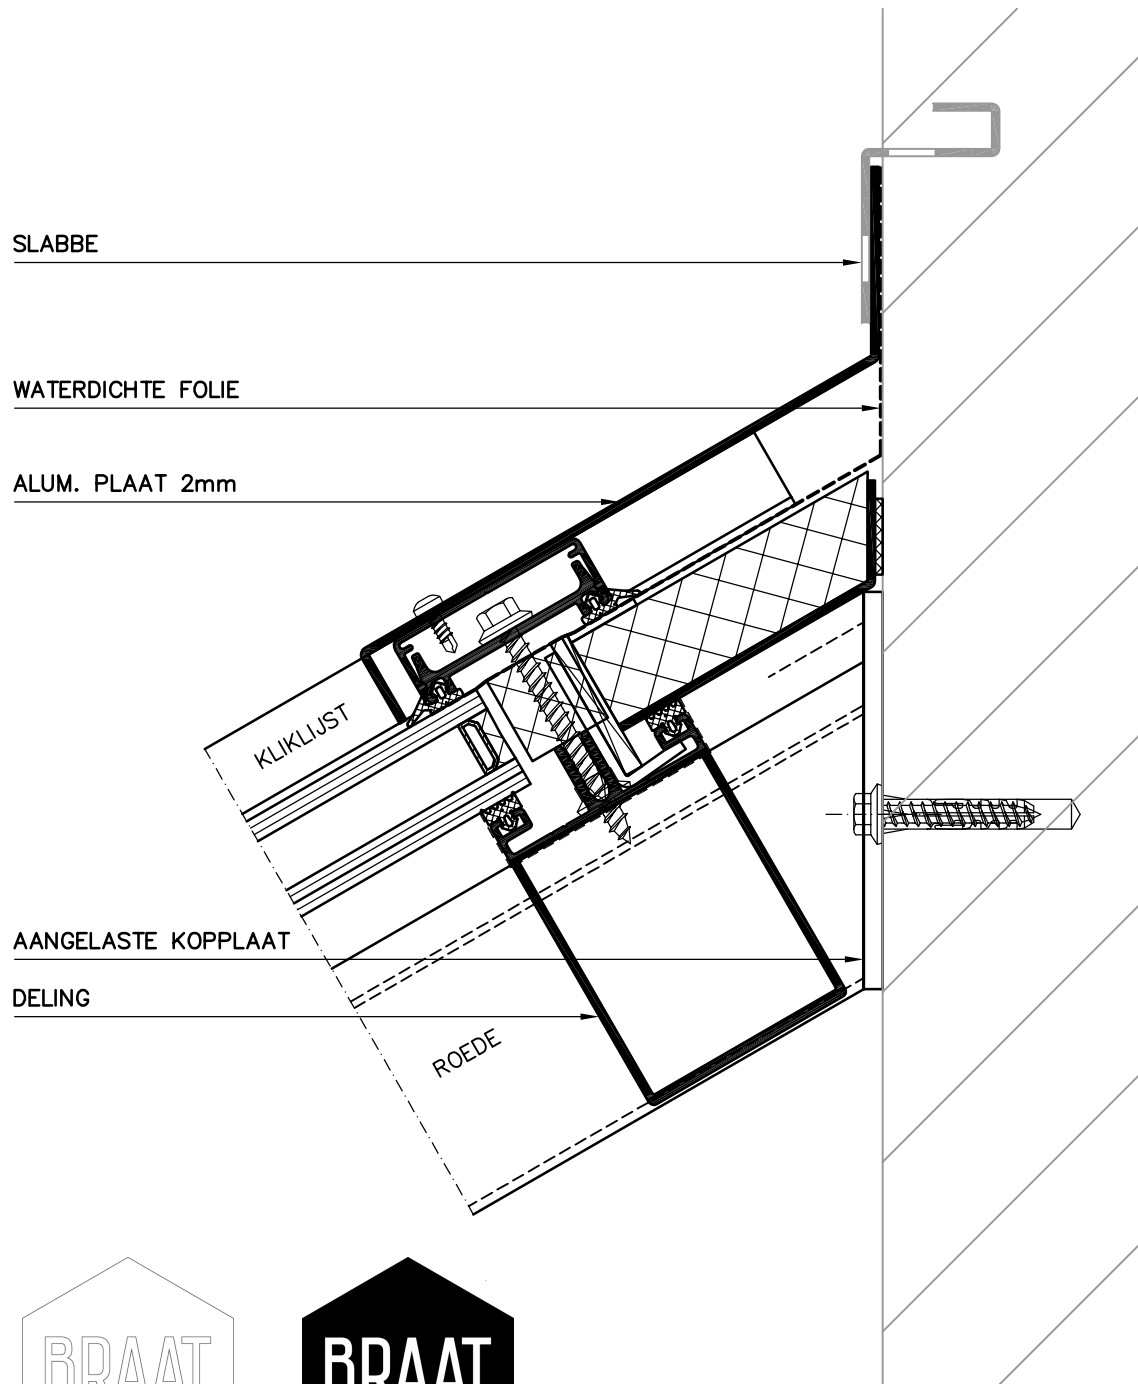 SLABBE
WATERDICHTE FOLIE
ALUM. PLAAT 2mm
KLIKLIJST
AANGELASTE KOPPLAAT
DELING
ROEDE
BRAAT
BRAAT